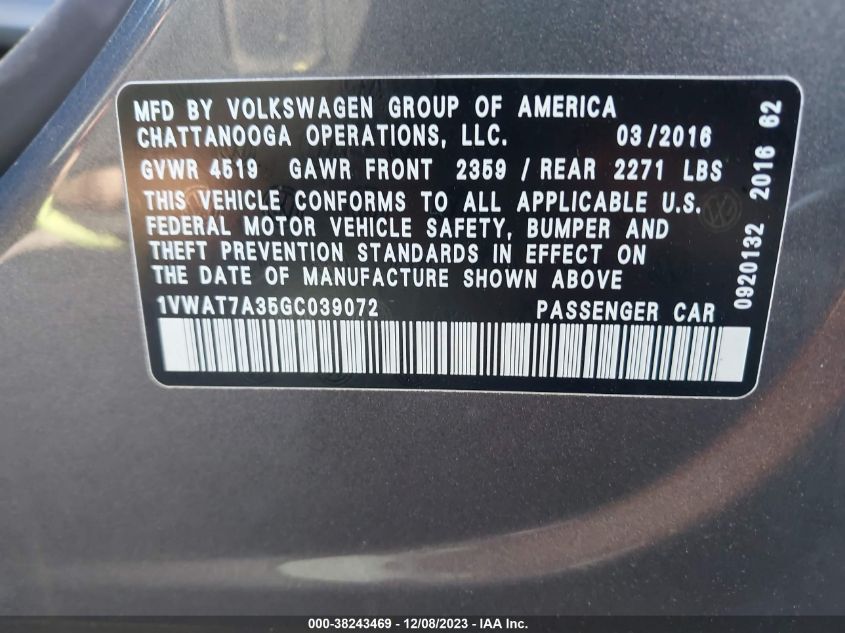 MFD BY VOLKSWAGEN GROUP OF AMERICA
CHATTANOOGA OPERATIONS, LLC. 03/2016
GVWR 4519 GAWR FRONT 2359 / REAR 2271 LBS
THIS VEHICLE CONFORMS TO ALL APPLICABLE U.S.
FEDERAL MOTOR VEHICLE SAFETY, BUMPER AND
THEFT PREVENTION STANDARDS IN EFFECT ON
THE DATE OF MANUFACTURE SHOWN ABOVE
1VWAT7A35GC039072 PASSENGER CAR
0920132 2016 62
000-38243469 - 12/08/2023 - IAA Inc.